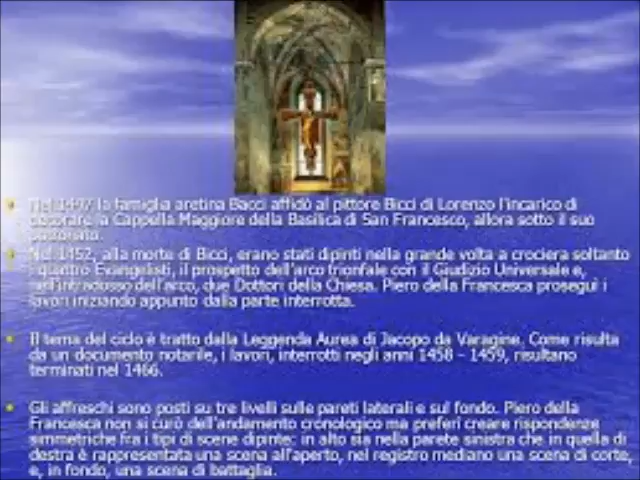 Nel 1497 la famiglia aretina Bacci affidò al pittore Bicci di Lorenzo l'incarico di
decorare la Cappella Maggiore della Basilica di San Francesco, allora sotto il suo
patronato.
Nel 1452, alla morte di Bicci, erano stati dipinti nella grande volta a crociera soltanto
i quattro Evangelisti, il prospetto dell'arco trionfale con il Giudizio Universale e,
nell'intradosso dell'arco, due Dottori della Chiesa. Piero della Francesca proseguì i
lavori iniziando appunto dalla parte interrotta.
Il tema del ciclo è tratto dalla Leggenda Aurea di Jacopo da Varagine. Come risulta
da un documento notarile, i lavori, interrotti negli anni 1458 - 1459, risultano
terminati nel 1466.
Gli affreschi sono posti su tre livelli sulle pareti laterali e sul fondo. Piero della
Francesca non si curò dell'andamento cronologico ma preferì creare rispondenze
simmetriche fra i tipi di scene dipinte: in alto sia nella parete sinistra che in quella di
destra è rappresentata una scena all'aperto, nel registro mediano una scena di corte,
e, in fondo, una scena di battaglia.